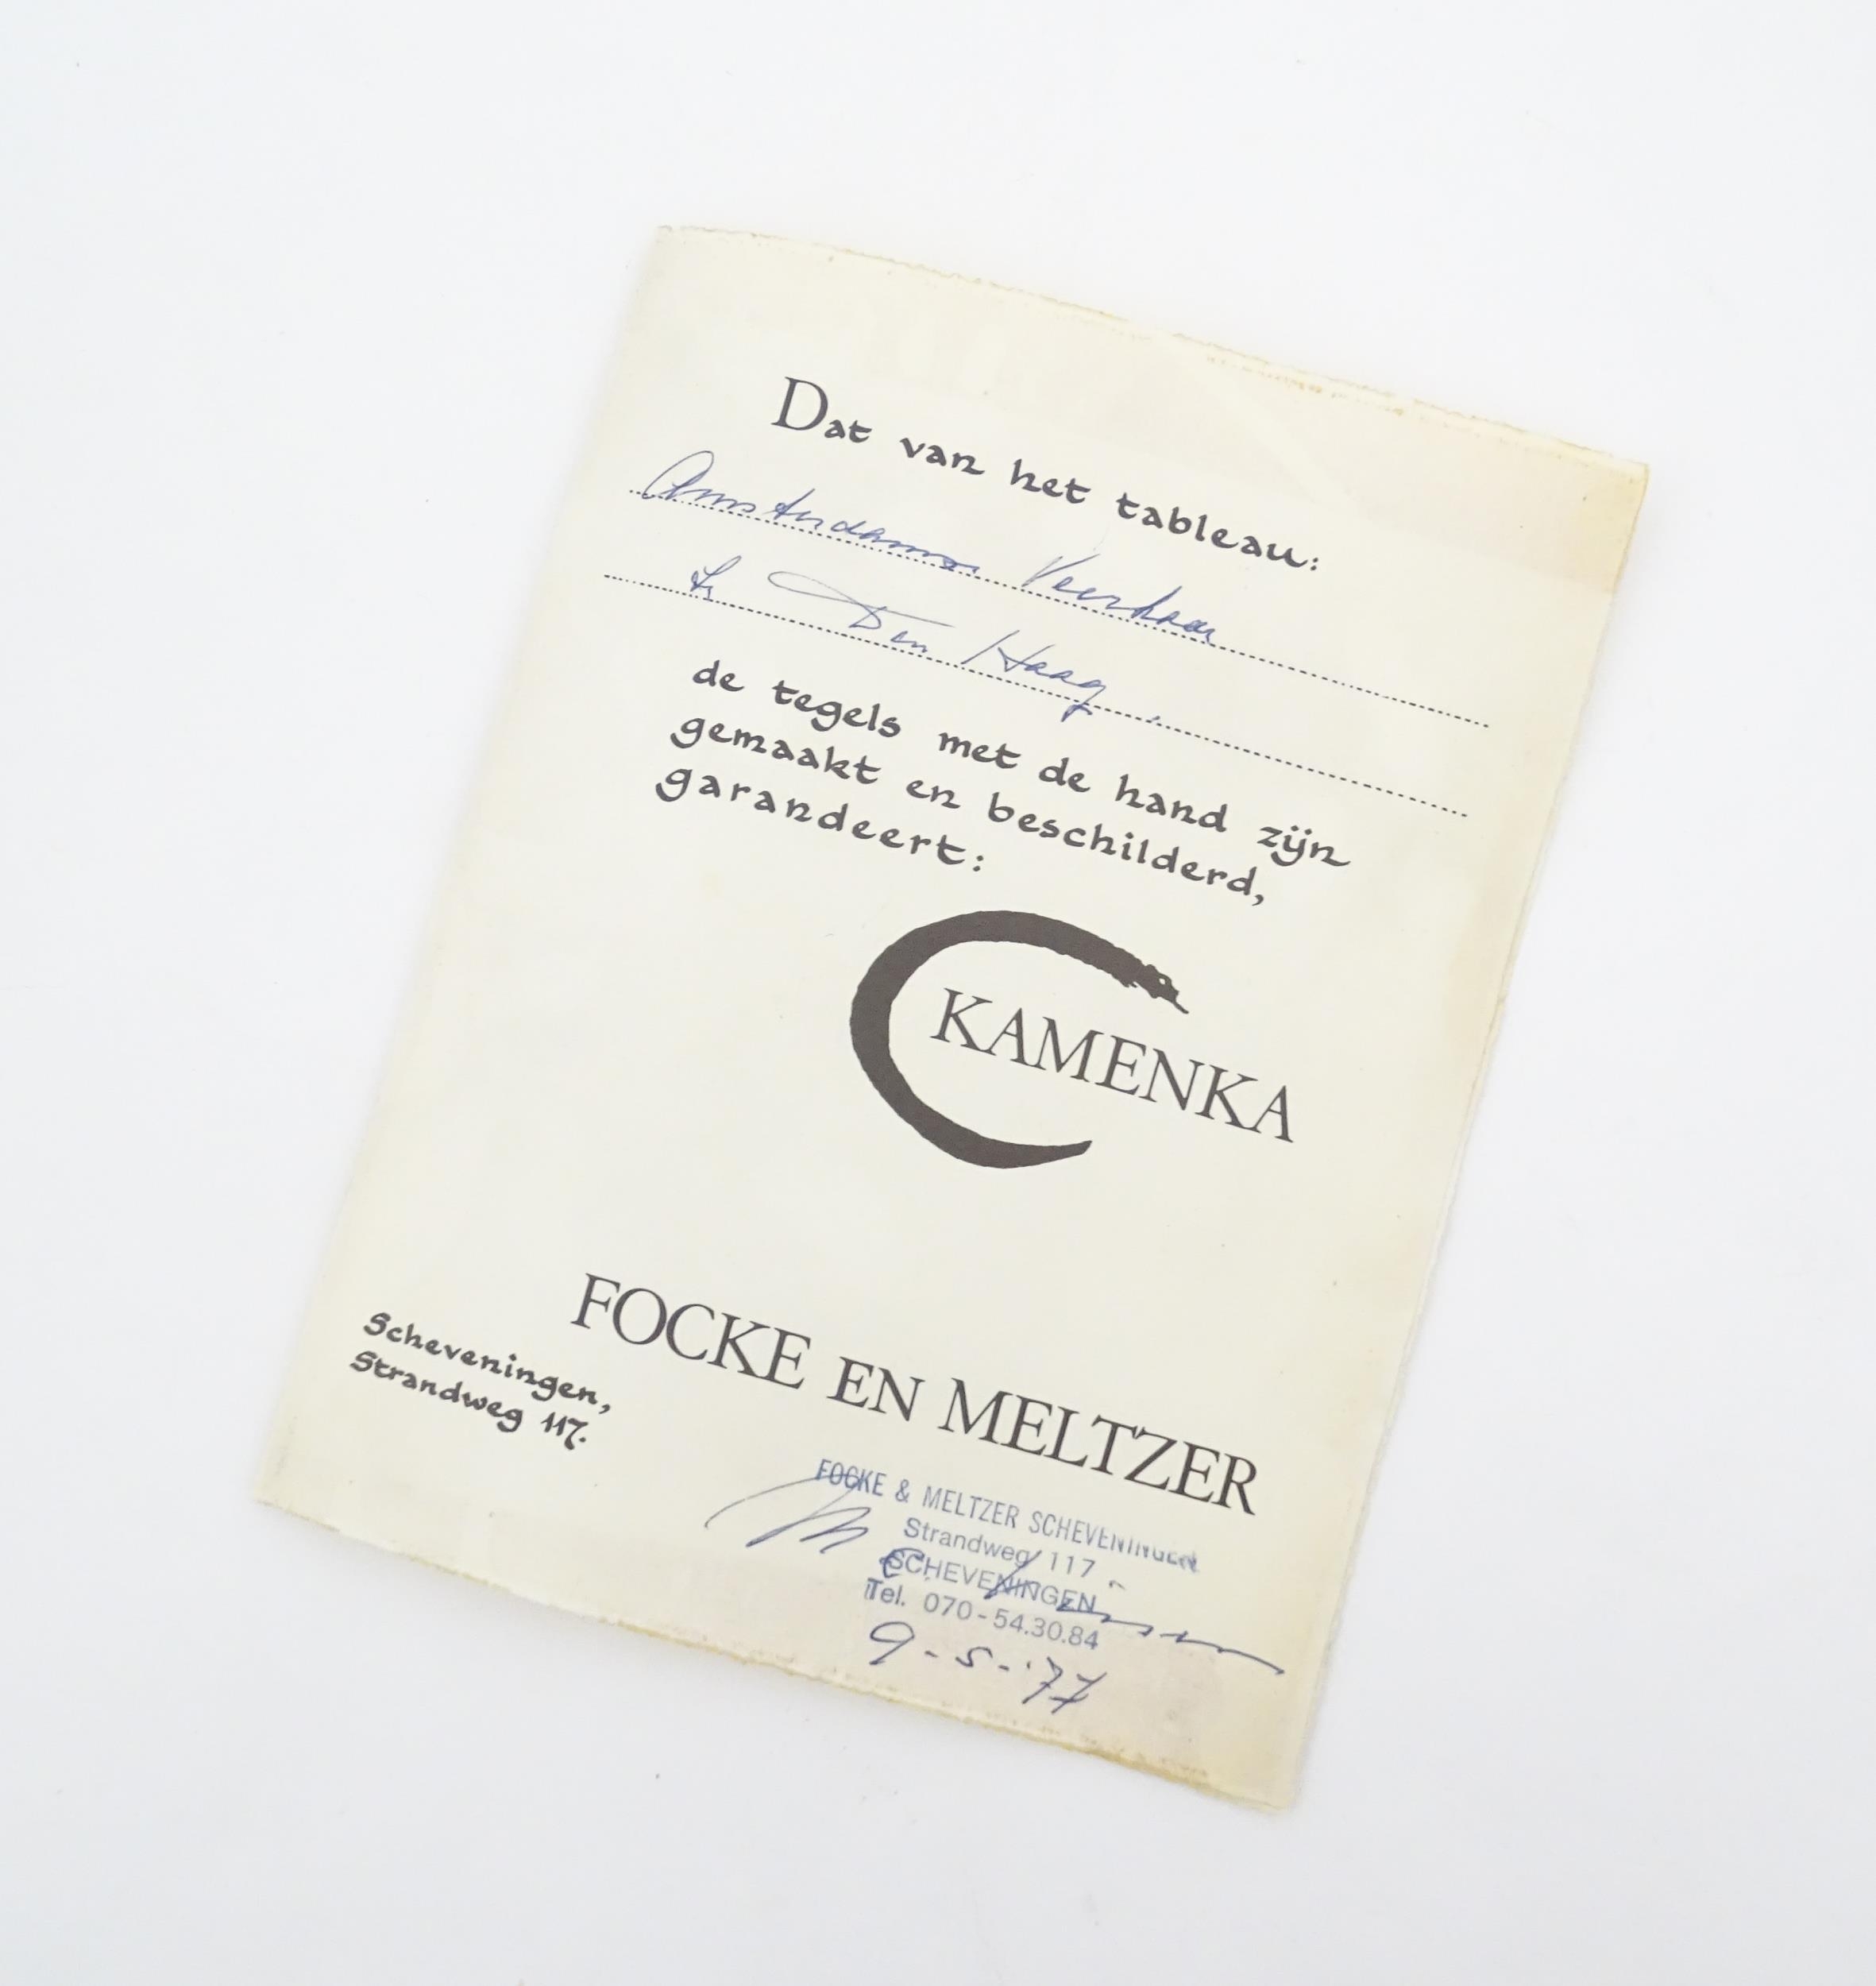 Dat van het tableau:
Amsterdamse Veerkade
te Den Haag.
de tegels met de hand zijn
gemaakt en beschilderd,
garandeert:
KAMENKA
FOCKE EN MELTZER
Scheveningen,
Strandweg 117.
FOCKE & MELTZER SCHEVENINGEN
Strandweg 117
SCHEVENINGEN
Tel. 070-54.30.84
9-5-'77